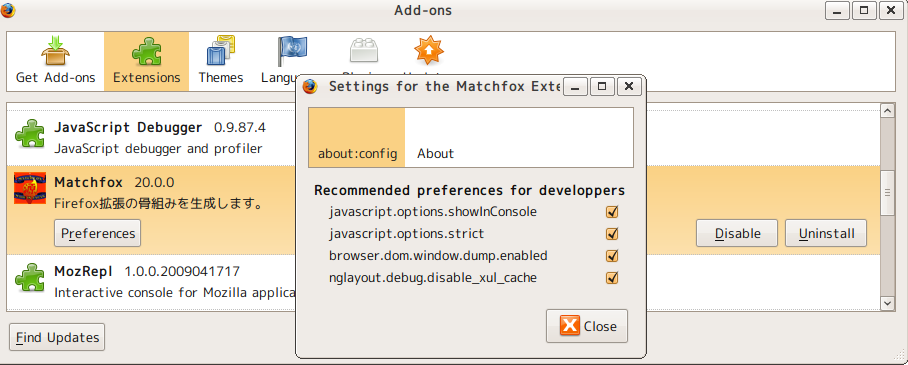 Add-ons
Get Add-ons
Extensions
Themes
Settings for the Matchfox Exte
about:config
About
Recommended preferences for developpers
javascript.options.showInConsole
javascript.options.strict
browser.dom.window.dump.enabled
nglayout.debug.disable_xul_cache
Close
JavaScript Debugger 0.9.87.4
JavaScript debugger and profiler
Matchfox 20.0.0
Firefox拡張の骨組みを生成します。
Preferences
Disable
Uninstall
MozRepl 1.0.0.2009041717
Interactive console for Mozilla applica
Find Updates